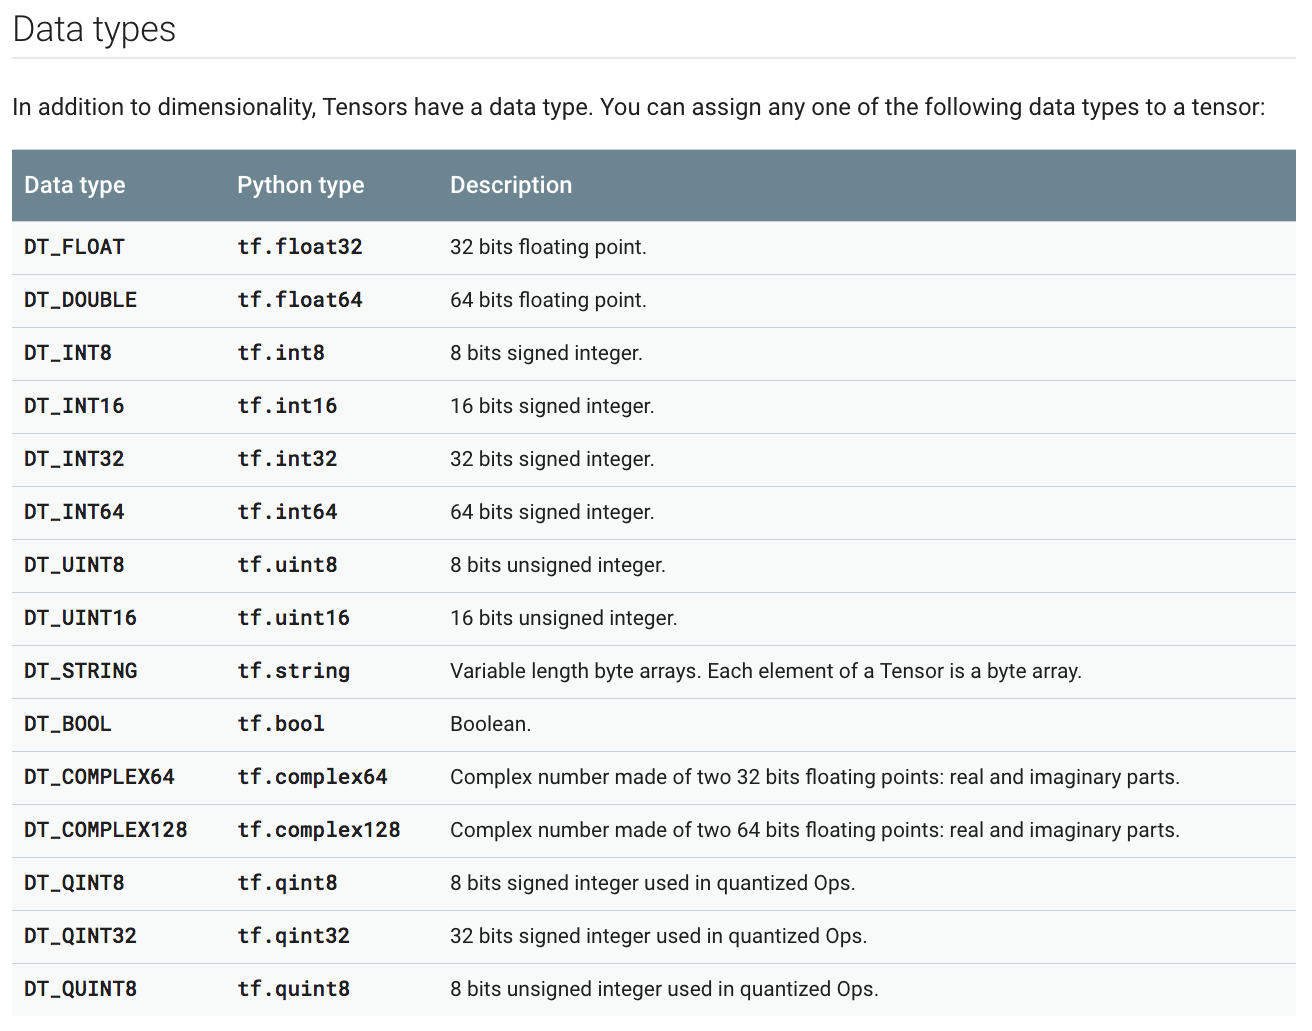 Data types
In addition to dimensionality, Tensors have a data type. You can assign any one of the following data types to a tensor:
Data type Python type Description
DT_FLOAT tf.float32 32 bits floating point.
DT_DOUBLE tf.float64 64 bits floating point.
DT_INT8 tf.int8 8 bits signed integer.
DT_INT16 tf.int16 16 bits signed integer.
DT_INT32 tf.int32 32 bits signed integer.
DT_INT64 tf.int64 64 bits signed integer.
DT_UINT8 tf.uint8 8 bits unsigned integer.
DT_UINT16 tf.uint16 16 bits unsigned integer.
DT_STRING tf.string Variable length byte arrays. Each element of a Tensor is a byte array.
DT_BOOL tf.bool Boolean.
DT_COMPLEX64 tf.complex64 Complex number made of two 32 bits floating points: real and imaginary parts.
DT_COMPLEX128 tf.complex128 Complex number made of two 64 bits floating points: real and imaginary parts.
DT_QINT8 tf.qint8 8 bits signed integer used in quantized Ops.
DT_QINT32 tf.qint32 32 bits signed integer used in quantized Ops.
DT_QUINT8 tf.quint8 8 bits unsigned integer used in quantized Ops.